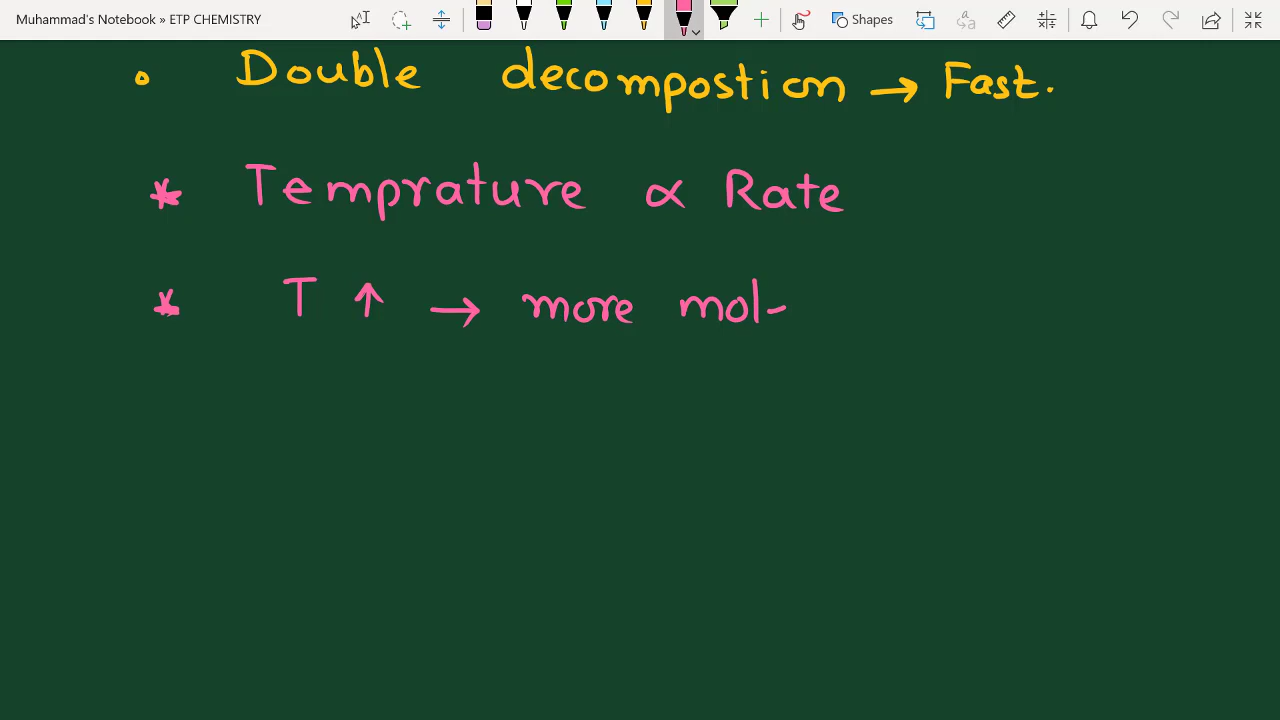 Muhammad's Notebook » ETP CHEMISTRY
Shapes
• Double decompostion → Fast.
* Temprature ∝ Rate
* T ↑ → more mol-